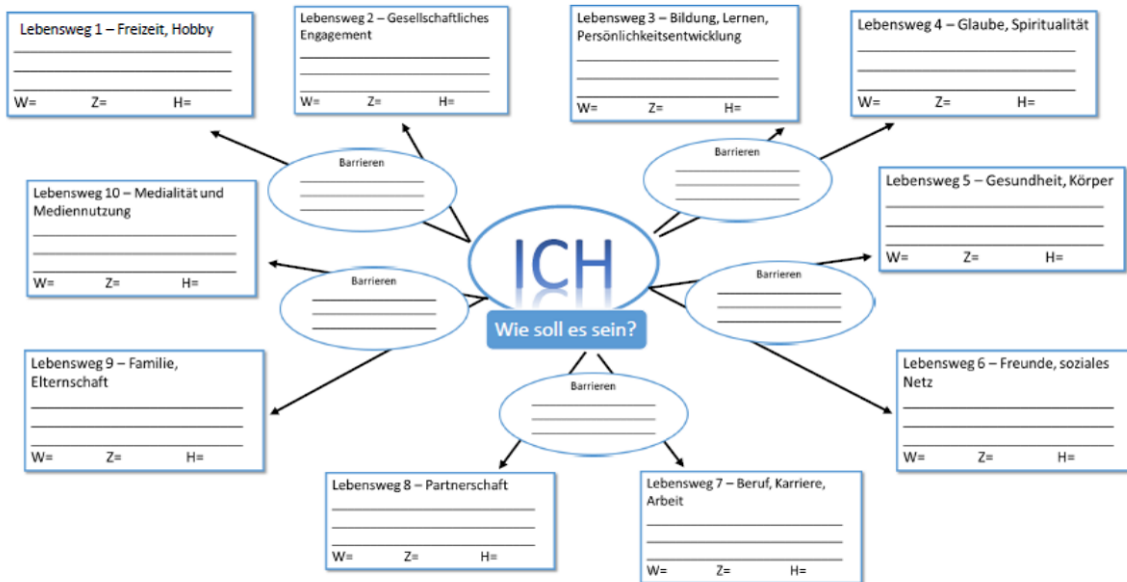 Lebensweg 1 – Freizeit, Hobby
W= Z= H=
Lebensweg 2 – Gesellschaftliches
Engagement
W= Z= H=
Lebensweg 3 – Bildung, Lernen,
Persönlichkeitsentwicklung
W= Z= H=
Lebensweg 4 – Glaube, Spiritualität
W= Z= H=
Barrieren
Barrieren
Lebensweg 10 – Medialität und
Mediennutzung
W= Z= H=
ICH
Wie soll es sein?
Lebensweg 5 – Gesundheit, Körper
W= Z= H=
Barrieren
Barrieren
Lebensweg 9 – Familie,
Elternschaft
W= Z= H=
Barrieren
Lebensweg 6 – Freunde, soziales
Netz
W= Z= H=
Lebensweg 8 – Partnerschaft
W= Z= H=
Lebensweg 7 – Beruf, Karriere,
Arbeit
W= Z= H=